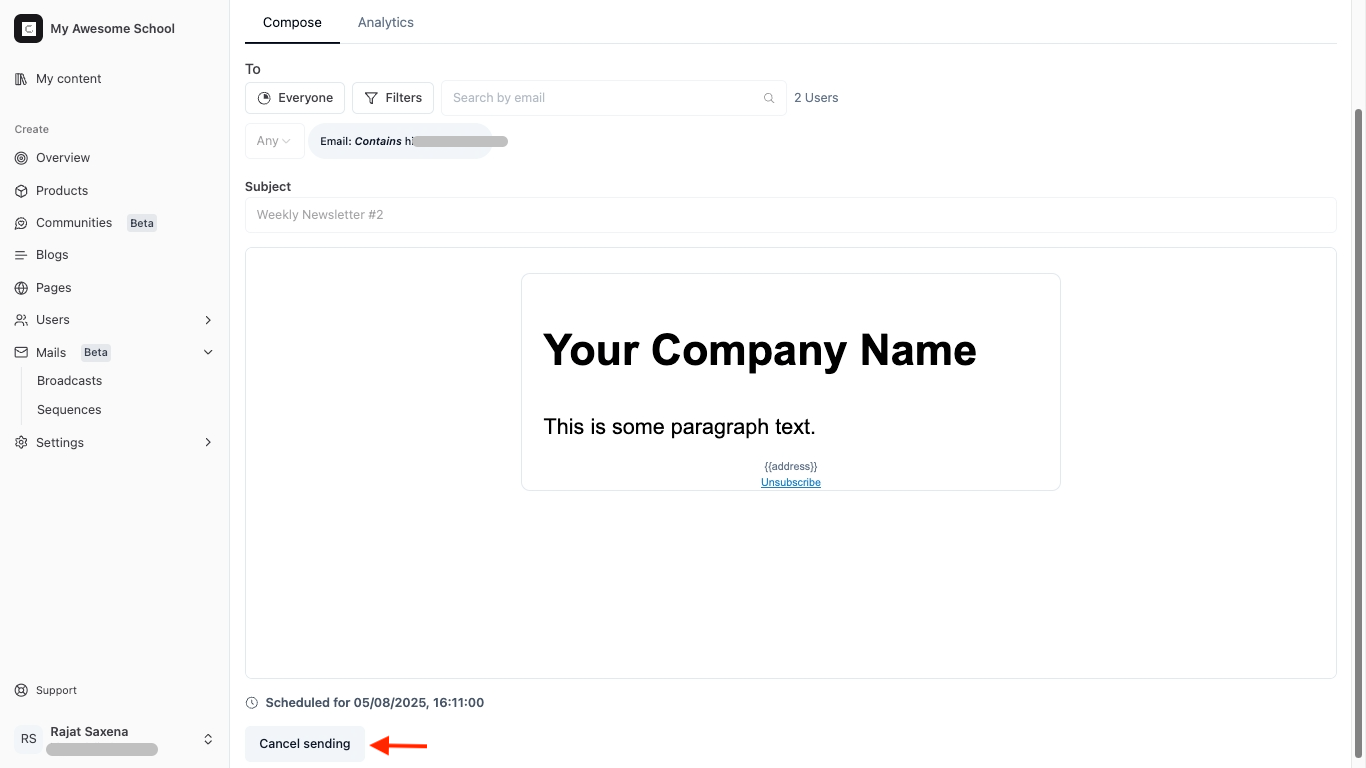 My Awesome School
My content
Create
Overview
Products
Communities Beta
Blogs
Pages
Users
Mails Beta
Broadcasts
Sequences
Settings
Support
RS
Rajat Saxena
Compose Analytics
To
Everyone Filters Search by email 2 Users
Any Email: Contains
Subject
Weekly Newsletter #2
Your Company Name
This is some paragraph text.
{{address}}
Unsubscribe
Scheduled for 05/08/2025, 16:11:00
Cancel sending